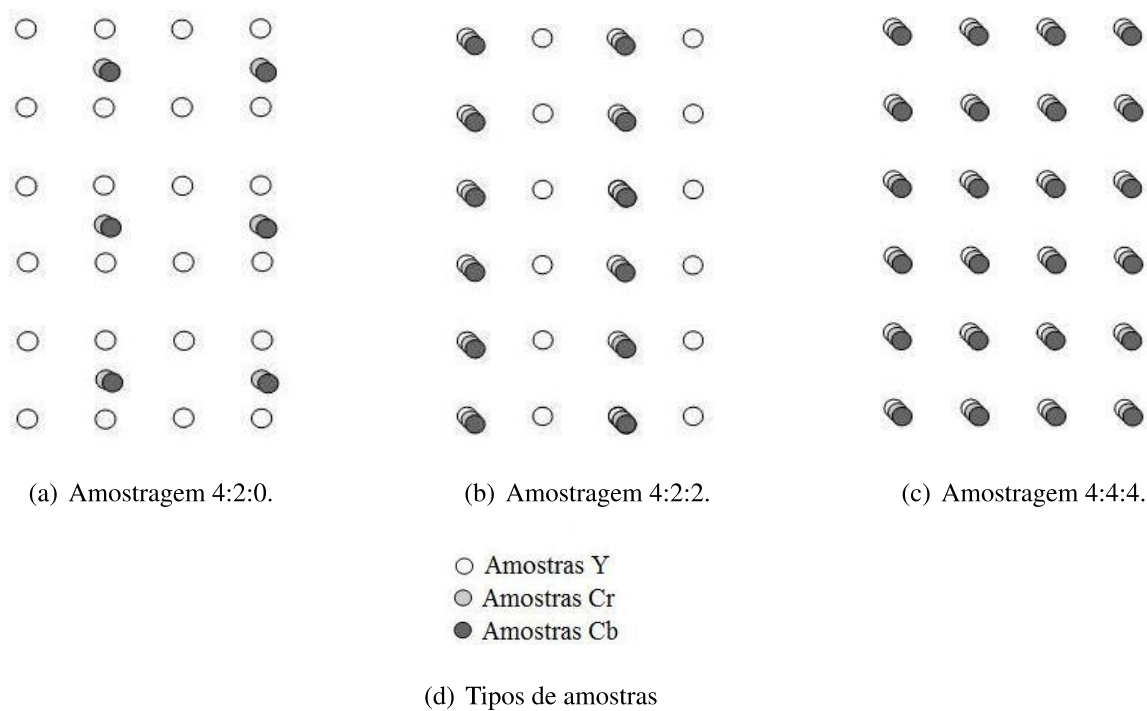 (a) Amostragem 4:2:0.
(b) Amostragem 4:2:2.
(c) Amostragem 4:4:4.
Amostras Y
Amostras Cr
Amostras Cb
(d) Tipos de amostras